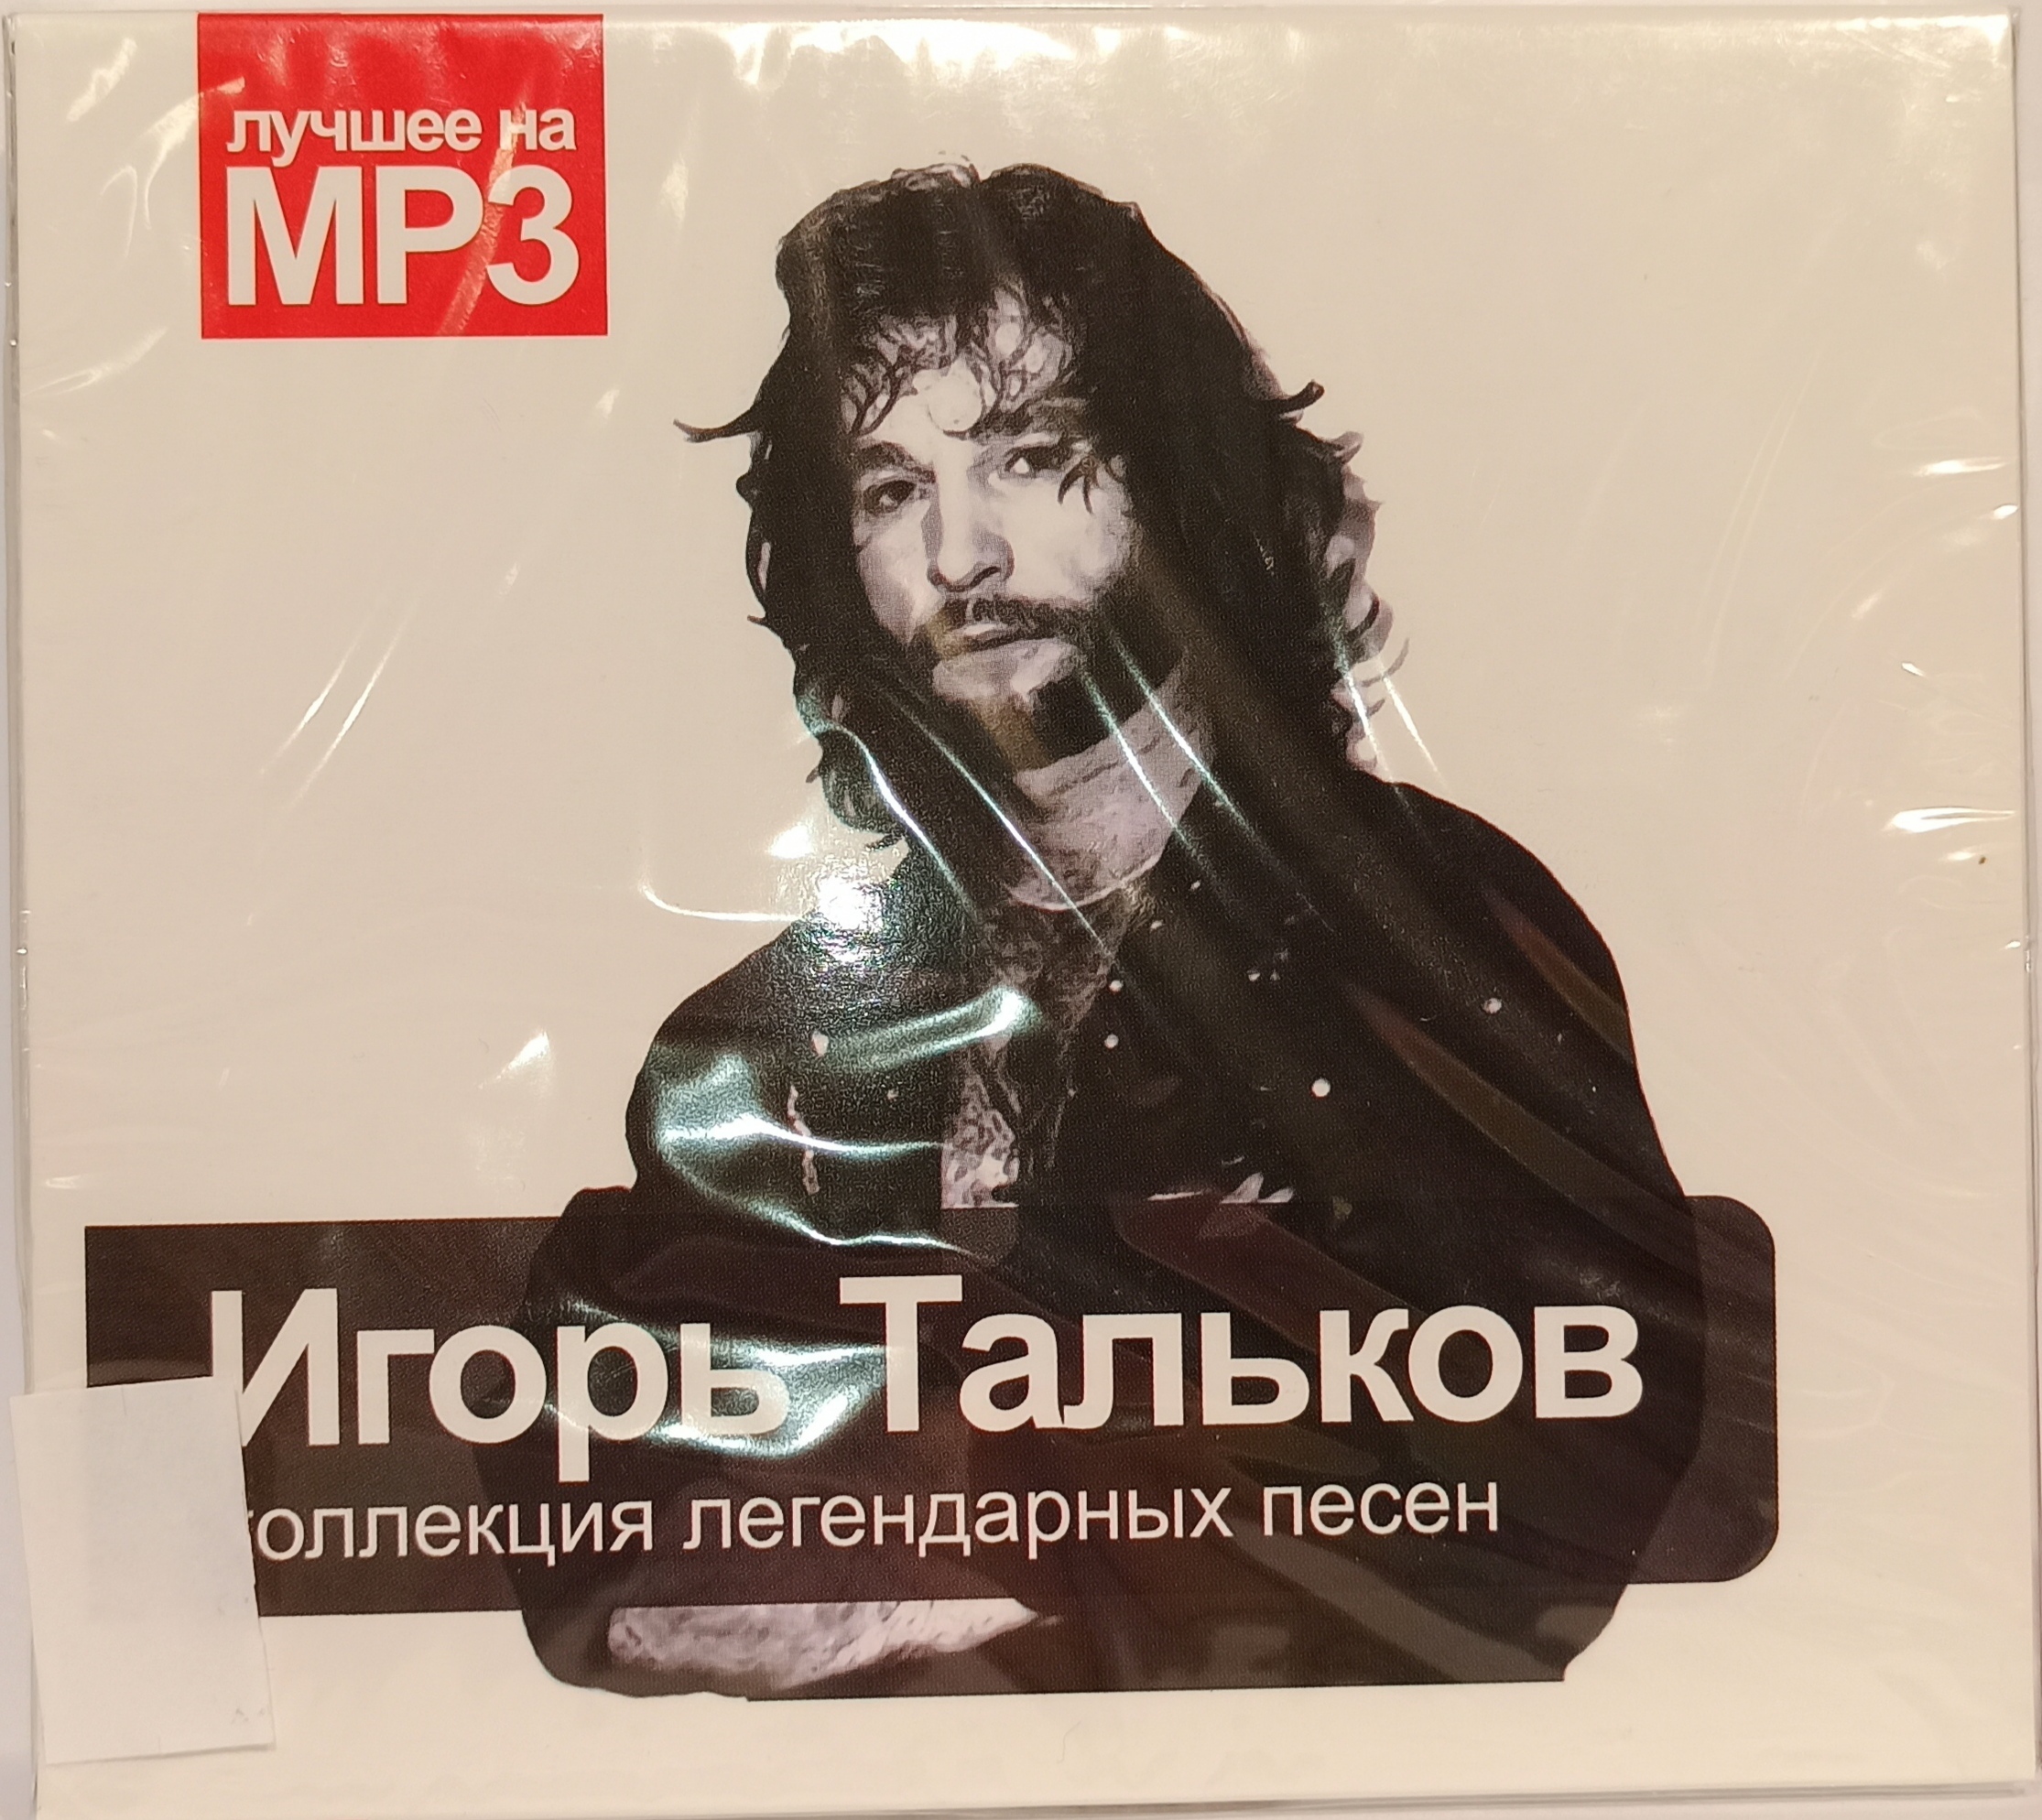 лучшее на
MP3
Игорь Тальков
коллекция легендарных песен